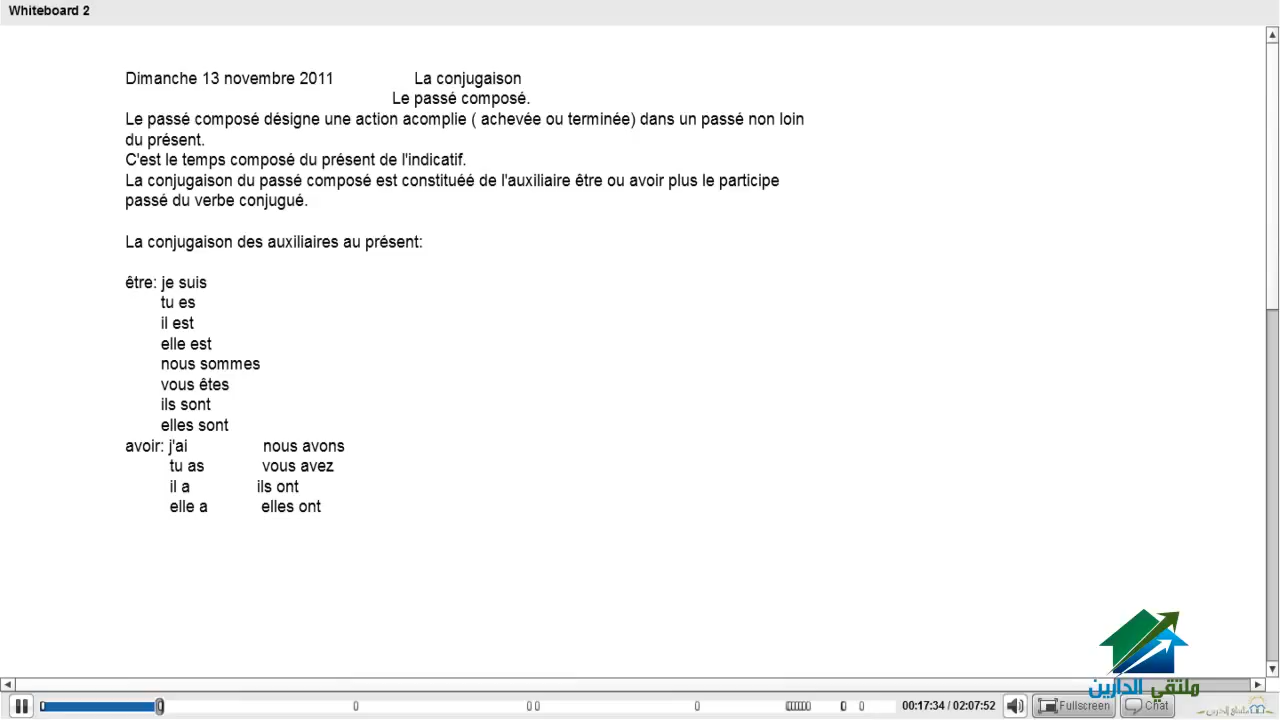 Whiteboard 2
Dimanche 13 novembre 2011 La conjugaison
Le passé composé.
Le passé composé désigne une action acomplie ( achevée ou terminée) dans un passé non loin
du présent.
C'est le temps composé du présent de l'indicatif.
La conjugaison du passé composé est constituéé de l'auxiliaire être ou avoir plus le participe
passé du verbe conjugué.
La conjugaison des auxiliaires au présent:
être: je suis
tu es
il est
elle est
nous sommes
vous êtes
ils sont
elles sont
avoir: j'ai nous avons
tu as vous avez
il a ils ont
elle a elles ont
ملتقي الدارين
00:17:34 / 02:07:52 Fullscreen Chat